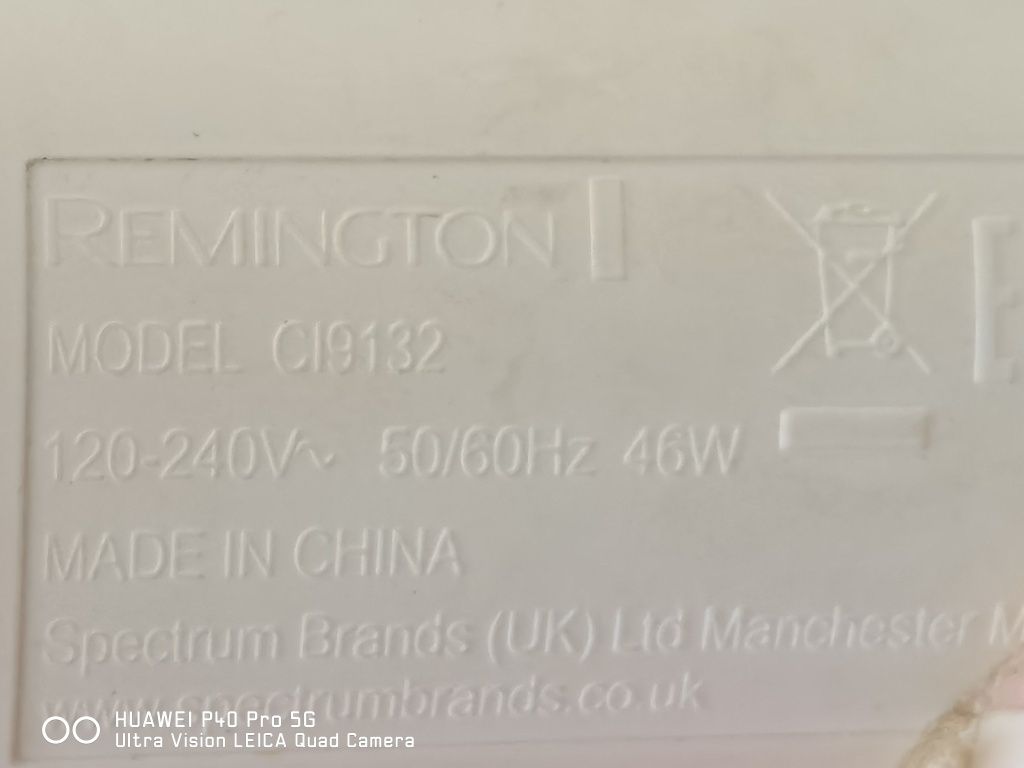 REMINGTON
MODEL CI9132
120-240V~ 50/60Hz 46W
MADE IN CHINA
Spectrum Brands (UK) Ltd Manchester M
www.spectrumbrands.co.uk
HUAWEI P40 Pro 5G
Ultra Vision LEICA Quad Camera